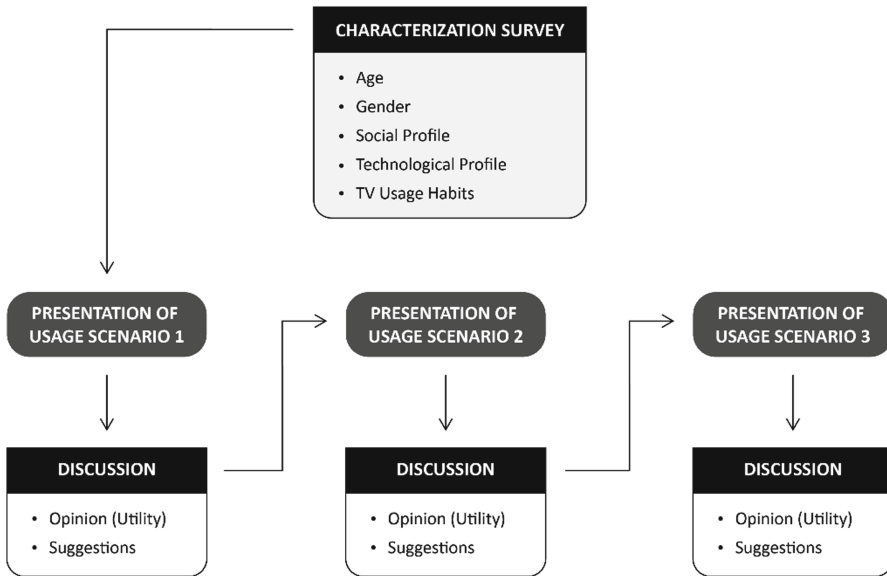 CHARACTERIZATION SURVEY
• Age
• Gender
• Social Profile
• Technological Profile
• TV Usage Habits
PRESENTATION OF
USAGE SCENARIO 1
PRESENTATION OF
USAGE SCENARIO 2
PRESENTATION OF
USAGE SCENARIO 3
DISCUSSION
• Opinion (Utility)
• Suggestions
DISCUSSION
• Opinion (Utility)
• Suggestions
DISCUSSION
• Opinion (Utility)
• Suggestions